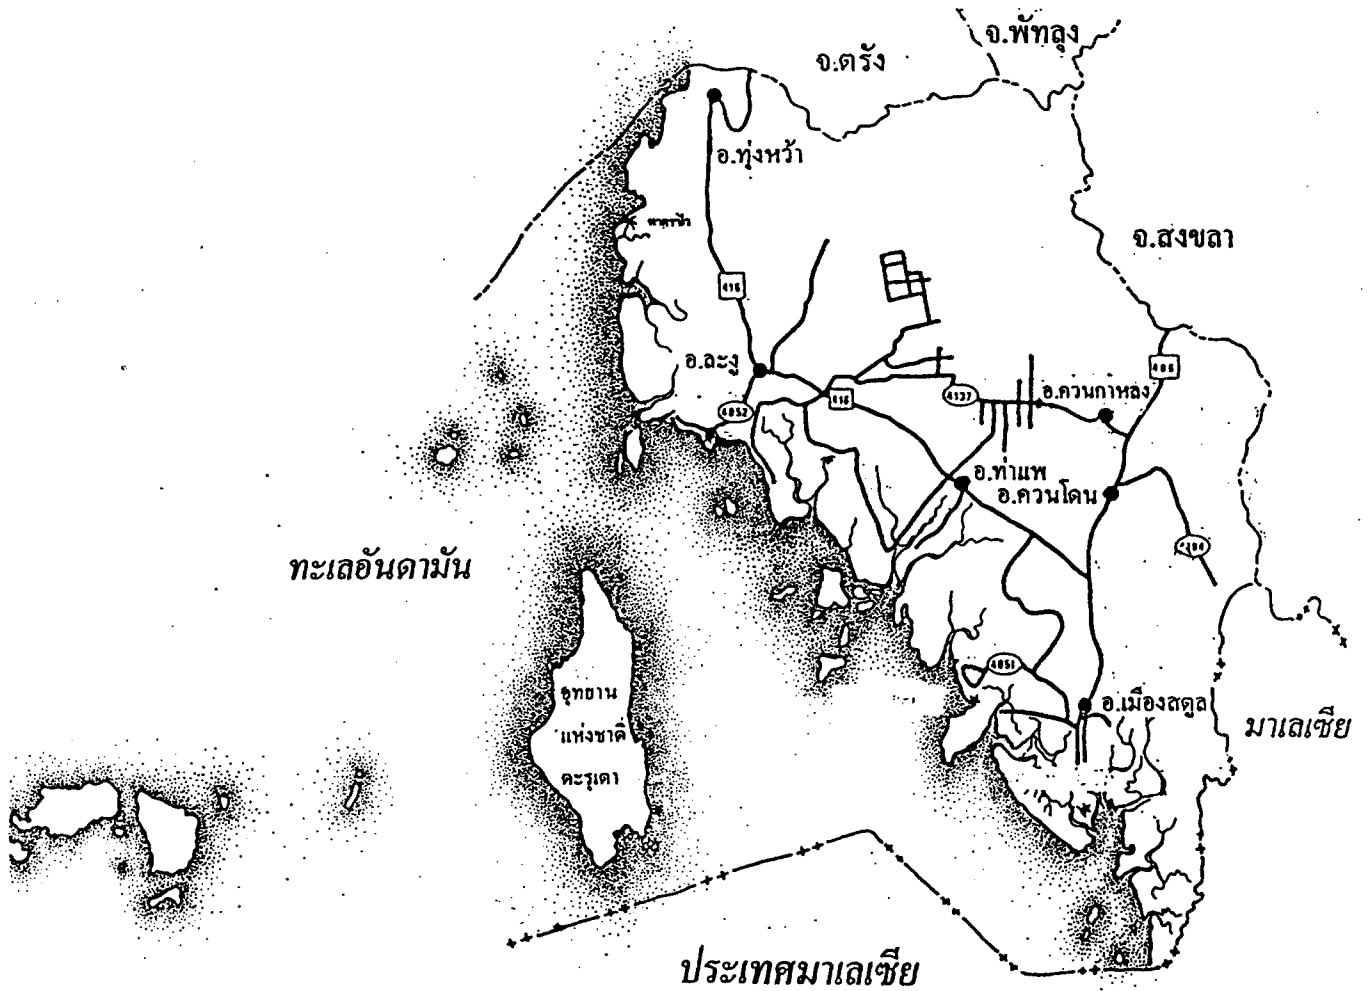 จ.พัทลุง
จ.ตรัง
อ.ทุ่งหว้า
จ.สงขลา
416
อ.ละงู
406
4052
416
4137
อ.ควนกาหลง
อ.ท่าแพ
อ.ควนโดน
ทะเลอันดามัน
4051
อุทยาน
แห่งชาติ
ตะรุเตา
อ.เมืองสตูล
มาเลเซีย
ประเทศมาเลเซีย